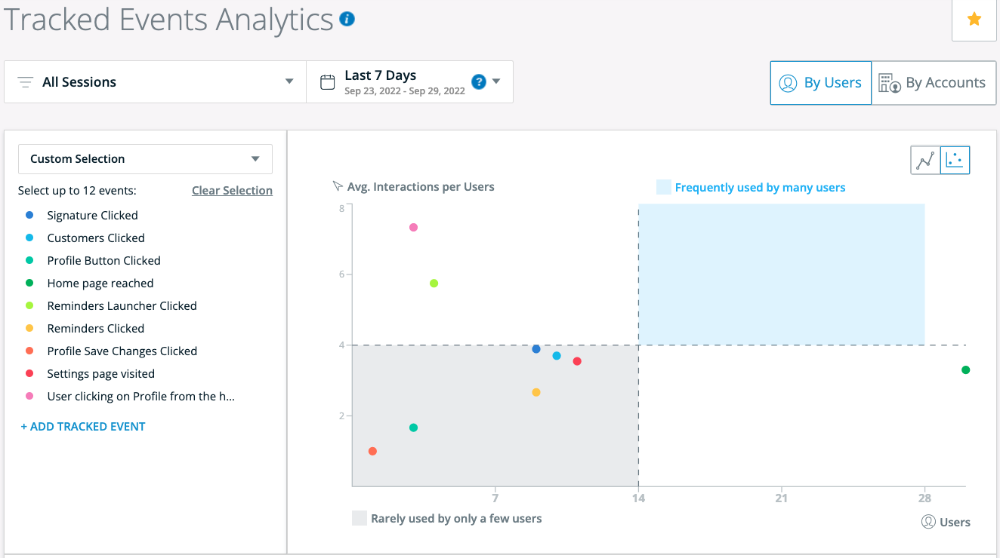 Tracked Events Analytics
All Sessions
Last 7 Days
Sep 23, 2022 - Sep 29, 2022
By Users
By Accounts
Custom Selection
Select up to 12 events:
Clear Selection
Signature Clicked
Customers Clicked
Profile Button Clicked
Home page reached
Reminders Launcher Clicked
Reminders Clicked
Profile Save Changes Clicked
Settings page visited
User clicking on Profile from the h...
+ ADD TRACKED EVENT
Avg. Interactions per Users
Frequently used by many users
8
6
4
2
7
14
21
28
Rarely used by only a few users
Users